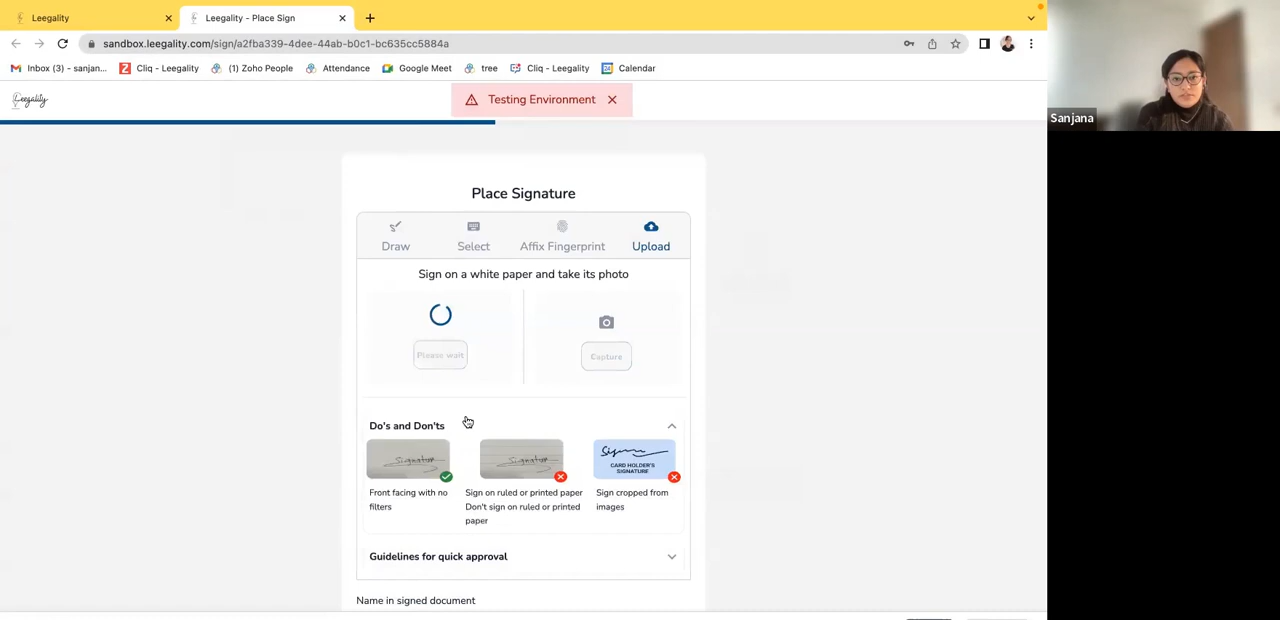 Leegality
Leegality - Place Sign
sandbox.leegality.com/sign/a2fba339-4dee-44ab-b0c1-bc635cc5884a
Inbox (3) - sanjan...
Cliq - Leegality
(1) Zoho People
Attendance
Google Meet
tree
Cliq - Leegality
Calendar
Leegality
Testing Environment
Sanjana
Place Signature
Draw
Select
Affix Fingerprint
Upload
Sign on a white paper and take its photo
Please wait
Capture
Do's and Don'ts
Signature
Signature
Signature
CARD HOLDER'S
SIGNATURE
Front facing with no
filters
Sign on ruled or printed paper
Don't sign on ruled or printed
paper
Sign cropped from
images
Guidelines for quick approval
Name in signed document